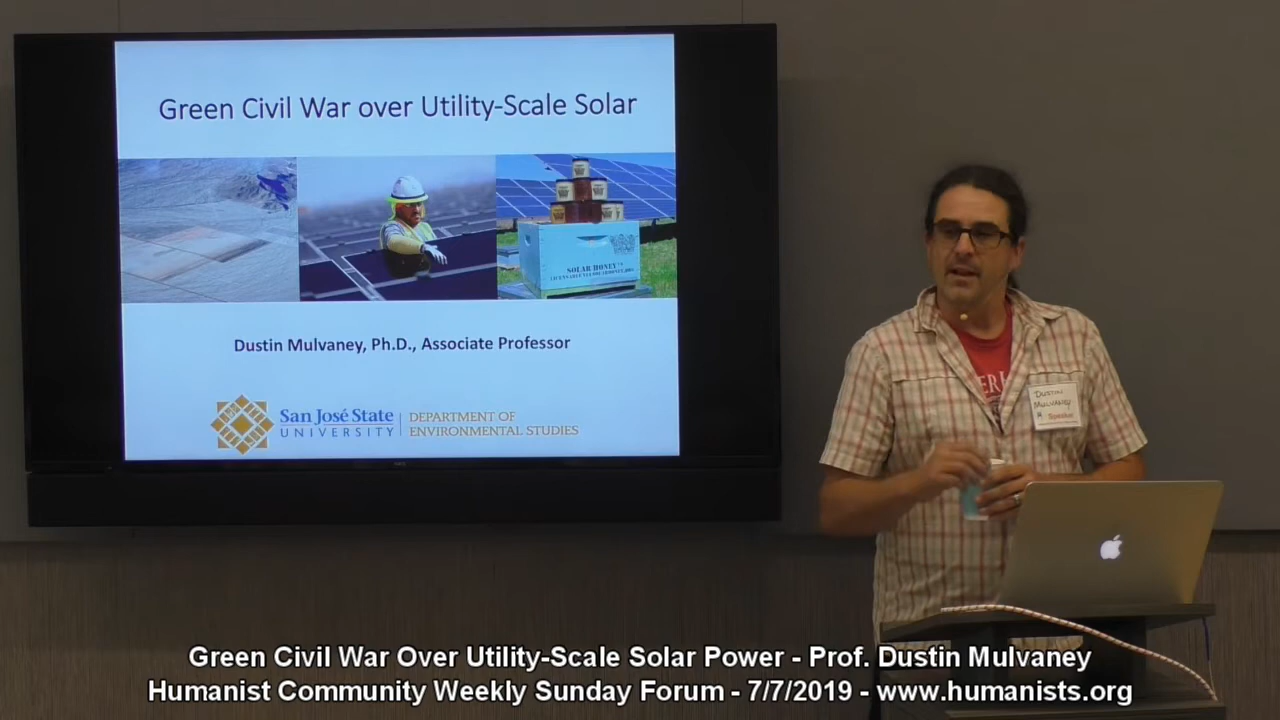 Green Civil War over Utility-Scale Solar
SOLAR HONEY
Dustin Mulvaney, Ph.D., Associate Professor
San José State
UNIVERSITY
DEPARTMENT OF
ENVIRONMENTAL STUDIES
DUSTIN
MULVANEY
Speaker
Green Civil War Over Utility-Scale Solar Power - Prof. Dustin Mulvaney
Humanist Community Weekly Sunday Forum - 7/7/2019 - www.humanists.org